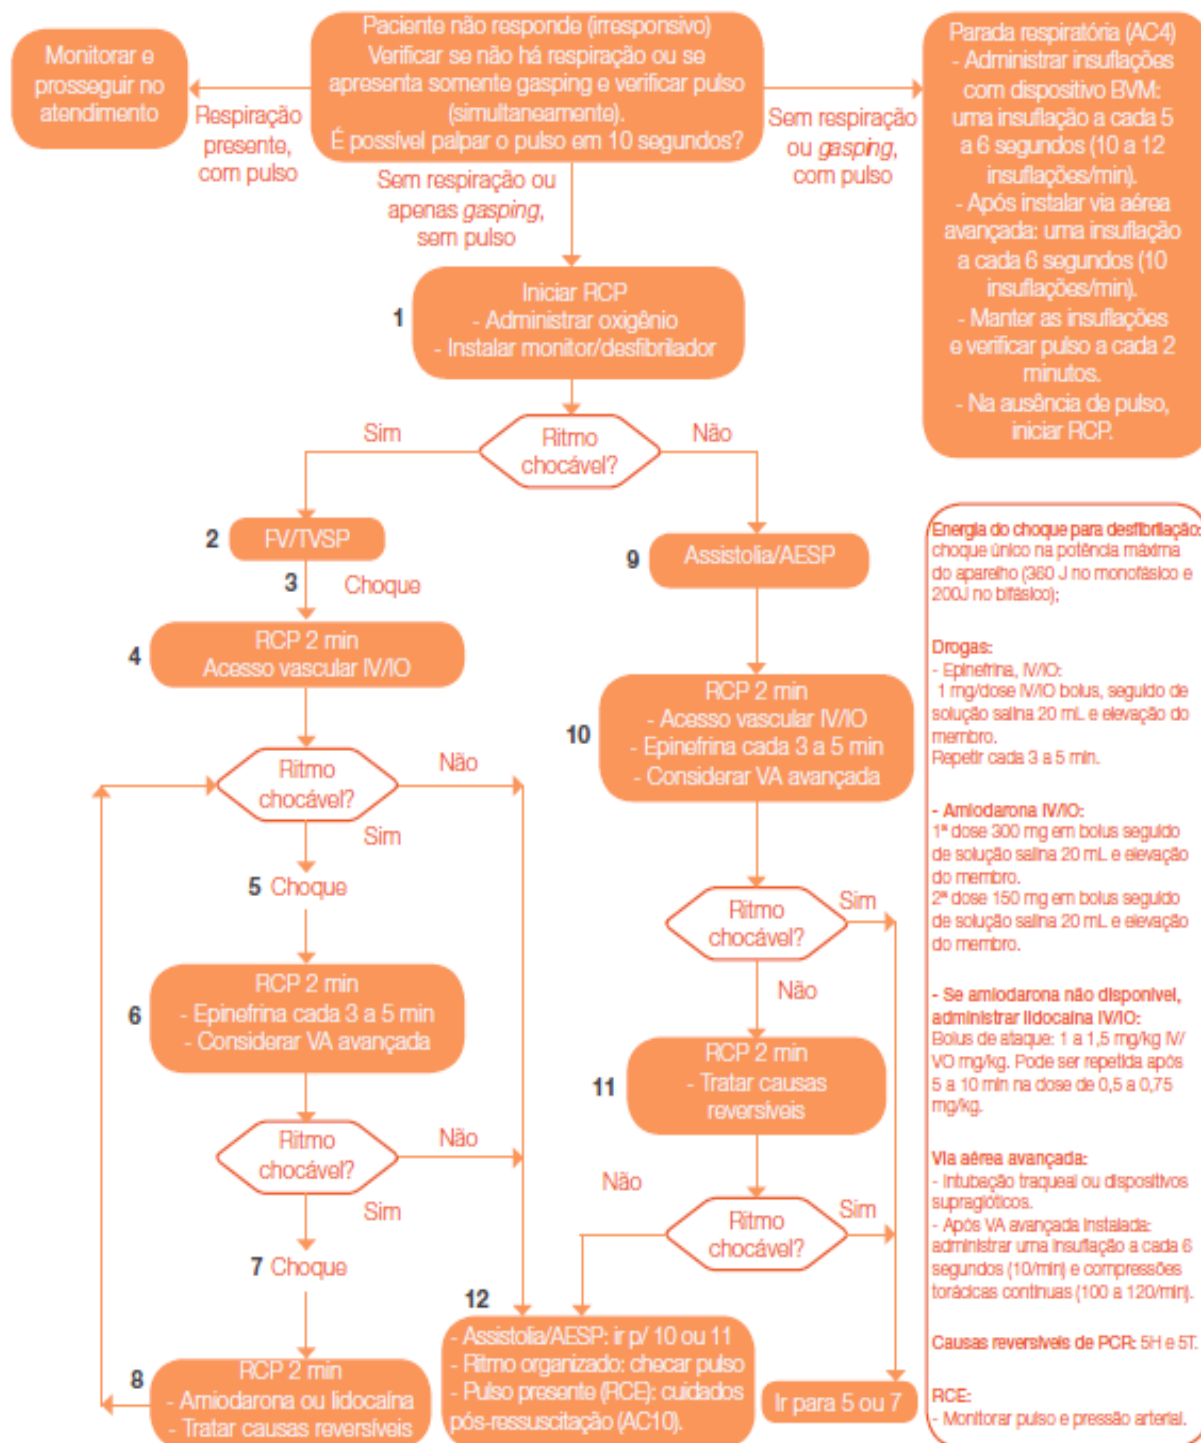 Paciente não responde (irresponsivo)
Verificar se não há respiração ou se
apresenta somente gasping e verificar pulso
(simultaneamente).
É possível palpar o pulso em 10 segundos?
Monitorar e
prosseguir no
atendimento
Respiração
presente,
com pulso
Sem respiração
ou gasping,
com pulso
Parada respiratória (AC4)
- Administrar insuflações
com dispositivo BVM:
uma insuflação a cada 5
a 6 segundos (10 a 12
insuflações/min).
- Após instalar via aérea
avançada: uma insuflação
a cada 6 segundos (10
insuflações/min).
- Manter as insuflações
e verificar pulso a cada 2
minutos.
- Na ausência de pulso,
iniciar RCP.
Sem respiração ou
apenas gasping,
sem pulso
1
Iniciar RCP
- Administrar oxigênio
- Instalar monitor/desfibrilador
Ritmo
chocável?
Sim
Não
2
FV/TVSP
3
Choque
4
RCP 2 min
Acesso vascular IV/IO
Ritmo
chocável?
Não
Sim
5 Choque
6
RCP 2 min
- Epinefrina cada 3 a 5 min
- Considerar VA avançada
Ritmo
chocável?
Não
Sim
7 Choque
8
RCP 2 min
- Amiodarona ou lidocaína
- Tratar causas reversíveis
9
Assistolia/AESP
10
RCP 2 min
- Acesso vascular IV/IO
- Epinefrina cada 3 a 5 min
- Considerar VA avançada
Ritmo
chocável?
Sim
Não
11
RCP 2 min
- Tratar causas
reversíveis
Não
Ritmo
chocável?
Sim
12
- Assistolia/AESP: ir p/ 10 ou 11
- Ritmo organizado: checar pulso
- Pulso presente (RCE): cuidados
pós-ressuscitação (AC10).
Ir para 5 ou 7
Energia do choque para desfibrilação:
choque único na potência máxima
do aparelho (360 J no monofásico e
200J no bifásico);
Drogas:
- Epinefrina, IV/IO:
1 mg/dose IV/IO bolus, seguido de
solução salina 20 mL e elevação do
membro.
Repetir cada 3 a 5 min.
- Amiodarona IV/IO:
1ª dose 300 mg em bolus seguido
de solução salina 20 mL e elevação
do membro.
2ª dose 150 mg em bolus seguido
de solução salina 20 mL e elevação
do membro.
- Se amiodarona não disponível,
administrar lidocaína IV/IO:
Bolus de ataque: 1 a 1,5 mg/kg IV/
VO mg/kg. Pode ser repetida após
5 a 10 min na dose de 0,5 a 0,75
mg/kg.
Via aérea avançada:
- Intubação traqueal ou dispositivos
supraglóticos.
- Após VA avançada instalada:
administrar uma insuflação a cada 6
segundos (10/min) e compressões
torácicas contínuas (100 a 120/min).
Causas reversíveis de PCR: 5H e 5T.
RCE:
- Monitorar pulso e pressão arterial.